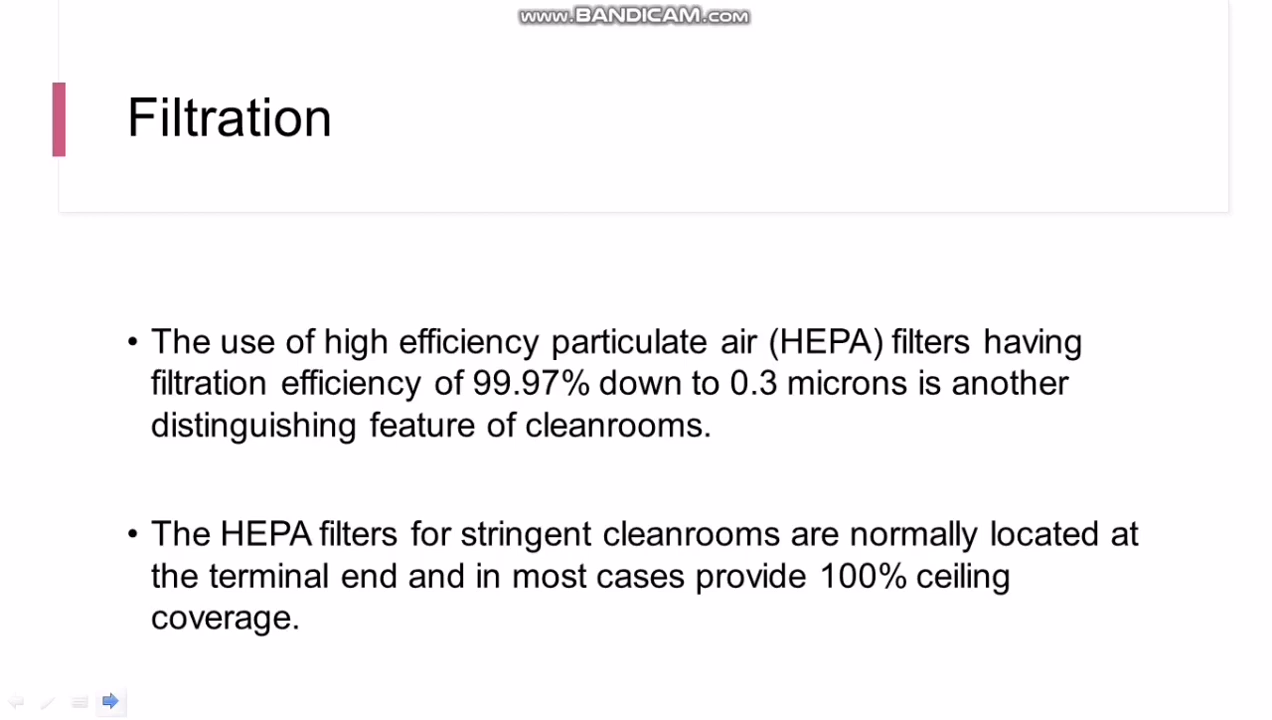 www.BANDICAM.com
Filtration
• The use of high efficiency particulate air (HEPA) filters having
filtration efficiency of 99.97% down to 0.3 microns is another
distinguishing feature of cleanrooms.
• The HEPA filters for stringent cleanrooms are normally located at
the terminal end and in most cases provide 100% ceiling
coverage.